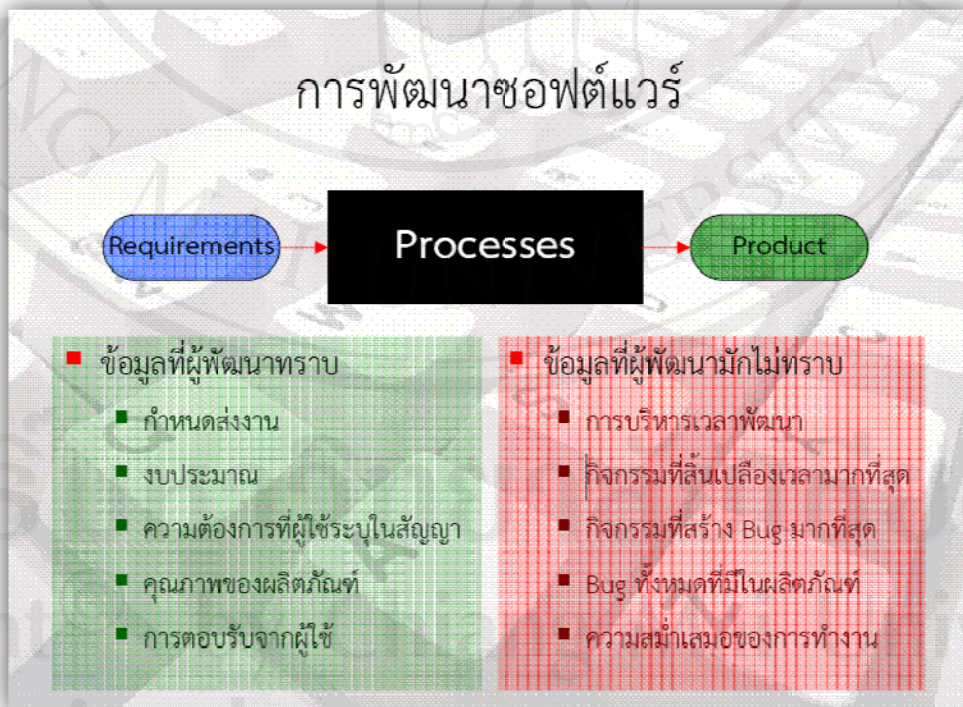 การพัฒนาซอฟต์แวร์
Requirements
Processes
Product
ข้อมูลที่ผู้พัฒนาทราบ
กำหนดส่งงาน
งบประมาณ
ความต้องการที่ผู้ใช้ระบุในสัญญา
คุณภาพของผลิตภัณฑ์
การตอบรับจากผู้ใช้
ข้อมูลที่ผู้พัฒนามักไม่ทราบ
การบริหารเวลาพัฒนา
กิจกรรมที่สิ้นเปลืองเวลามากที่สุด
กิจกรรมที่สร้าง Bug มากที่สุด
Bug ทั้งหมดที่มีในผลิตภัณฑ์
ความสม่ำเสมอของการทำงาน